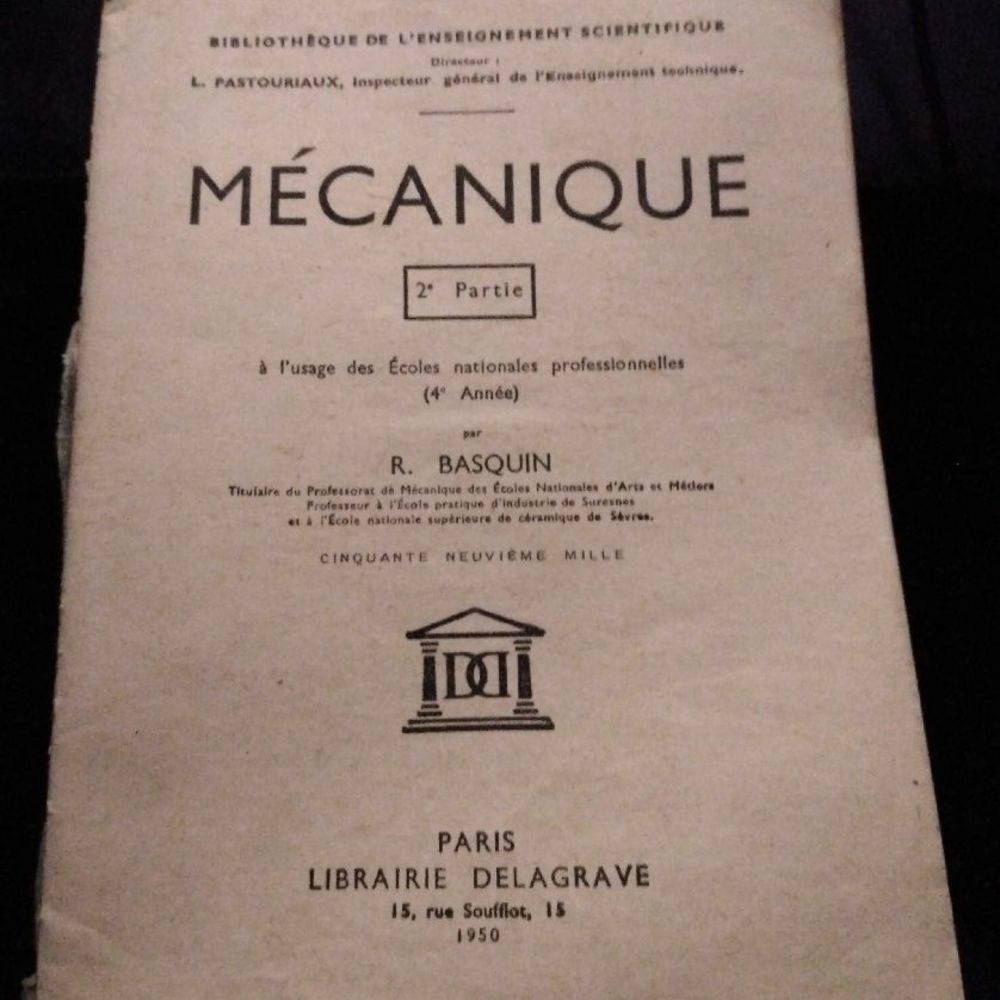 BIBLIOTHÈQUE DE L'ENSEIGNEMENT SCIENTIFIQUE
Directeur :
L. PASTOURIAUX, Inspecteur général de l'Enseignement technique.
MÉCANIQUE
2e Partie
à l'usage des Écoles nationales professionnelles
(4e Année)
par
R. BASQUIN
Titulaire du Professorat de Mécanique des Écoles Nationales d'Arts et Métiers
Professeur à l'École pratique d'industrie de Suresnes
et à l'École nationale supérieure de céramique de Sèvres.
CINQUANTE NEUVIÈME MILLE
DD
PARIS
LIBRAIRIE DELAGRAVE
15, rue Soufflot, 15
1950